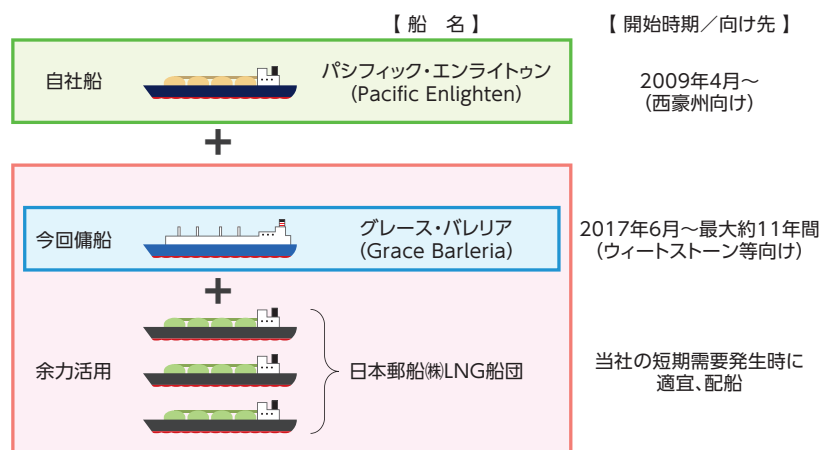 【 船　名 】
【 開始時期／向け先 】
自社船
パシフィック・エンライトゥン
(Pacific Enlighten)
2009年4月～
（西豪州向け）
+
今回傭船
グレース・バレリア
(Grace Barleria)
2017年6月～最大約11年間
（ウィートストーン等向け）
+
余力活用
日本郵船㈱LNG船団
当社の短期需要発生時に
適宜、配船